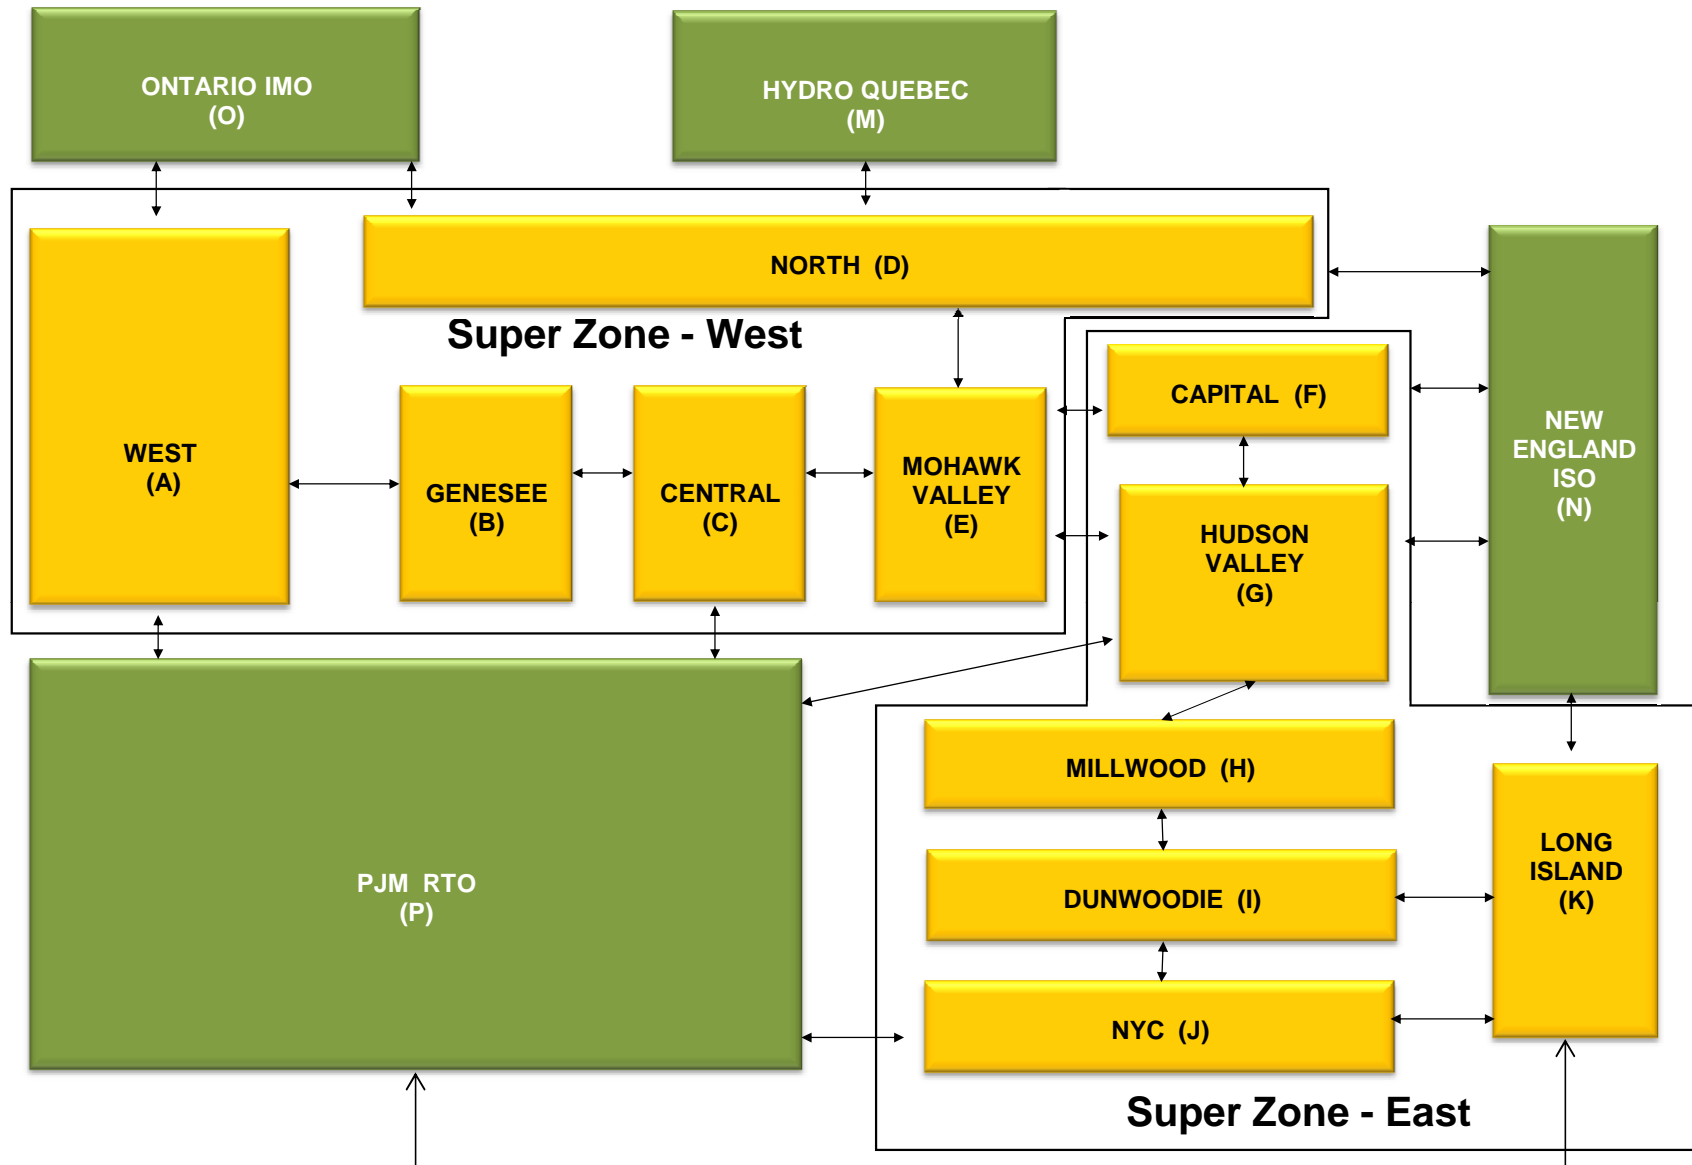 ONTARIO IMO
(O)
HYDRO QUEBEC
(M)
NORTH (D)
Super Zone - West
WEST
(A)
GENESEE
(B)
CENTRAL
(C)
MOHAWK
VALLEY
(E)
CAPITAL (F)
HUDSON
VALLEY
(G)
NEW
ENGLAND
ISO
(N)
MILLWOOD (H)
PJM RTO
(P)
DUNWOODIE (I)
LONG
ISLAND
(K)
NYC (J)
Super Zone - East